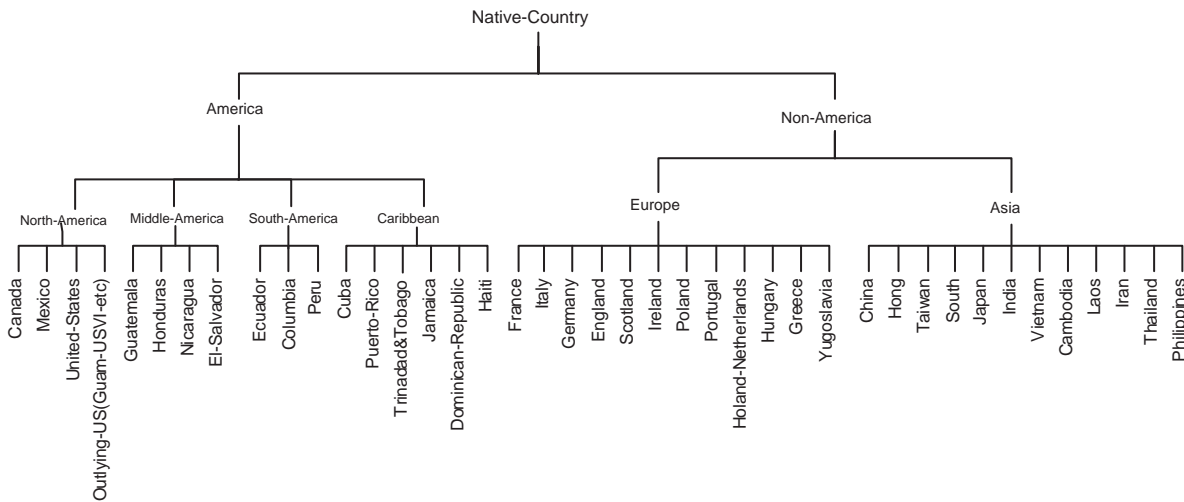 Native-Country
America
Non-America
North-America
Middle-America
South-America
Caribbean
Europe
Asia
Canada
Mexico
United-States
Outlying-US(Guam-USVI-etc)
Guatemala
Honduras
Nicaragua
El-Salvador
Ecuador
Columbia
Peru
Cuba
Puerto-Rico
Trinadad&Tobago
Jamaica
Dominican-Republic
Haiti
France
Italy
Germany
England
Scotland
Ireland
Poland
Portugal
Holand-Netherlands
Hungary
Greece
Yugoslavia
China
Hong
Taiwan
South
Japan
India
Vietnam
Cambodia
Laos
Iran
Thailand
Philippines